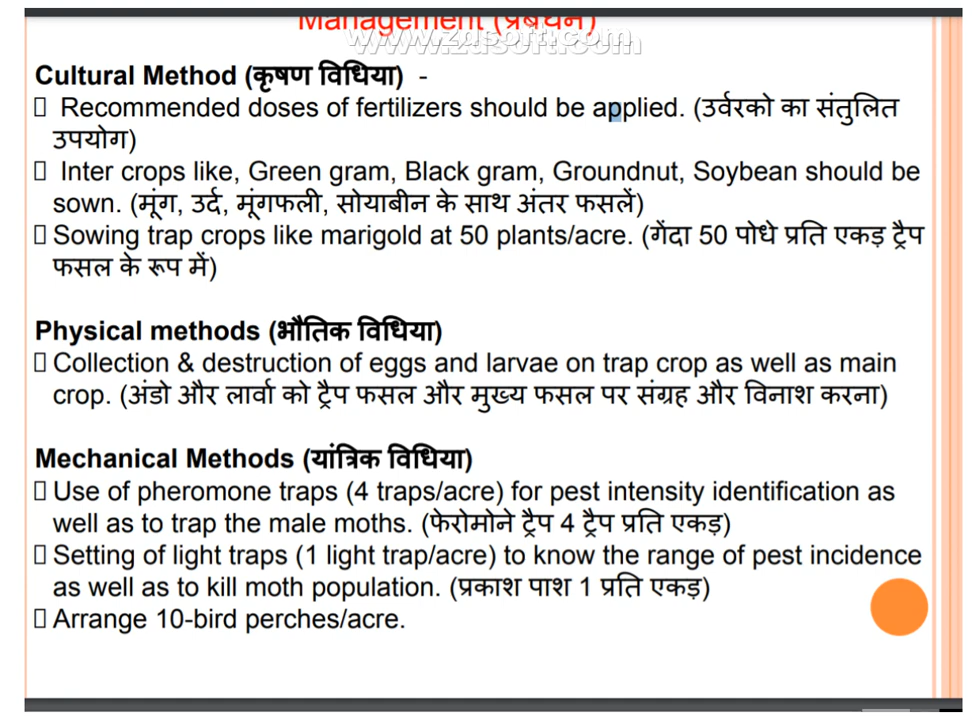 Management (प्रबंधन)
www.zdsoft.com
Cultural Method (कृषण विधिया) -
Recommended doses of fertilizers should be applied. (उर्वरको का संतुलित
उपयोग)
Inter crops like, Green gram, Black gram, Groundnut, Soybean should be
sown. (मूंग, उर्द, मूंगफली, सोयाबीन के साथ अंतर फसलें)
Sowing trap crops like marigold at 50 plants/acre. (गेंदा 50 पोधे प्रति एकड़ ट्रैप
फसल के रूप में)
Physical methods (भौतिक विधिया)
Collection & destruction of eggs and larvae on trap crop as well as main
crop. (अंडो और लार्वा को ट्रैप फसल और मुख्य फसल पर संग्रह और विनाश करना)
Mechanical Methods (यांत्रिक विधिया)
Use of pheromone traps (4 traps/acre) for pest intensity identification as
well as to trap the male moths. (फेरोमोने ट्रैप 4 ट्रैप प्रति एकड़)
Setting of light traps (1 light trap/acre) to know the range of pest incidence
as well as to kill moth population. (प्रकाश पाश 1 प्रति एकड़)
Arrange 10-bird perches/acre.